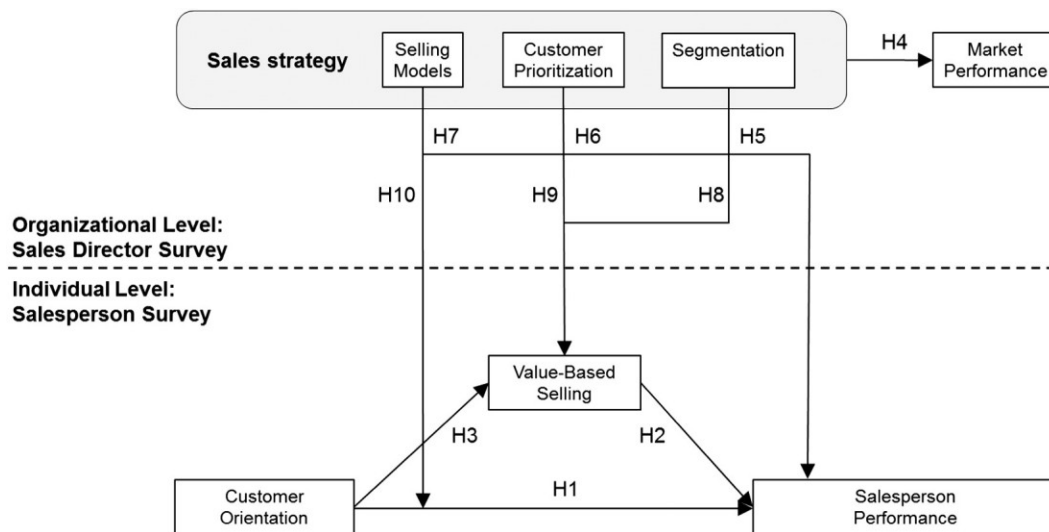 Sales strategy
Selling
Models
Customer
Prioritization
Segmentation
H4
Market
Performance
H7
H6
H5
H10
H9
H8
Organizational Level:
Sales Director Survey
Individual Level:
Salesperson Survey
Value-Based
Selling
H3
H2
H1
Customer
Orientation
Salesperson
Performance